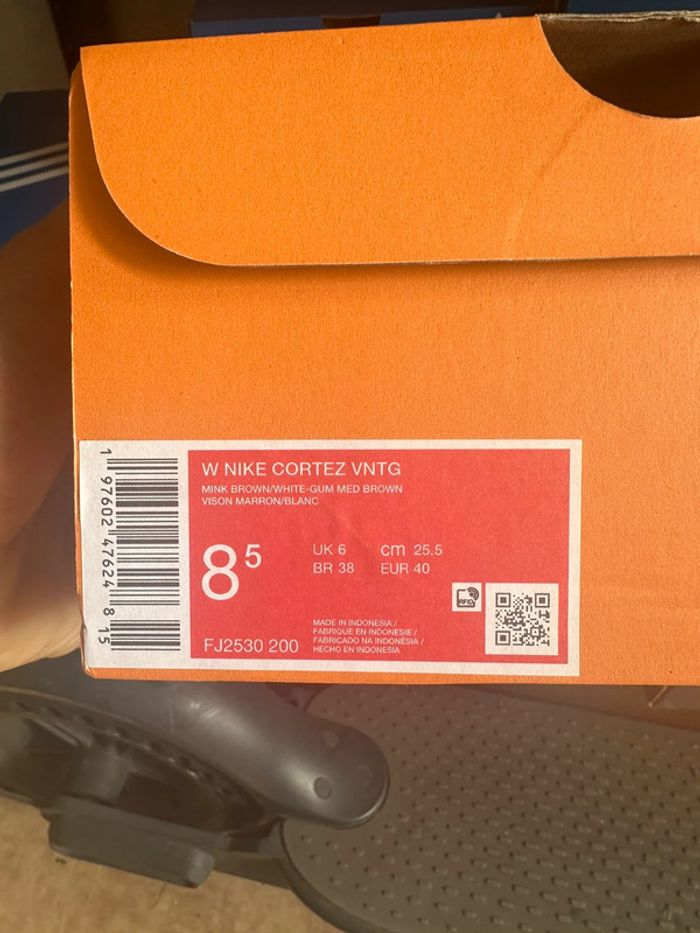 W NIKE CORTEZ VNTG
MINK BROWN/WHITE-GUM MED BROWN
VISON MARRON/BLANC
8 5
UK 6 cm 25.5
BR 38 EUR 40
RFID
FJ2530 200
MADE IN INDONESIA /
FABRIQUE EN INDONESIE /
FABRICADO NA INDONÉSIA /
HECHO EN INDONESIA
1 97602 47624 8 15